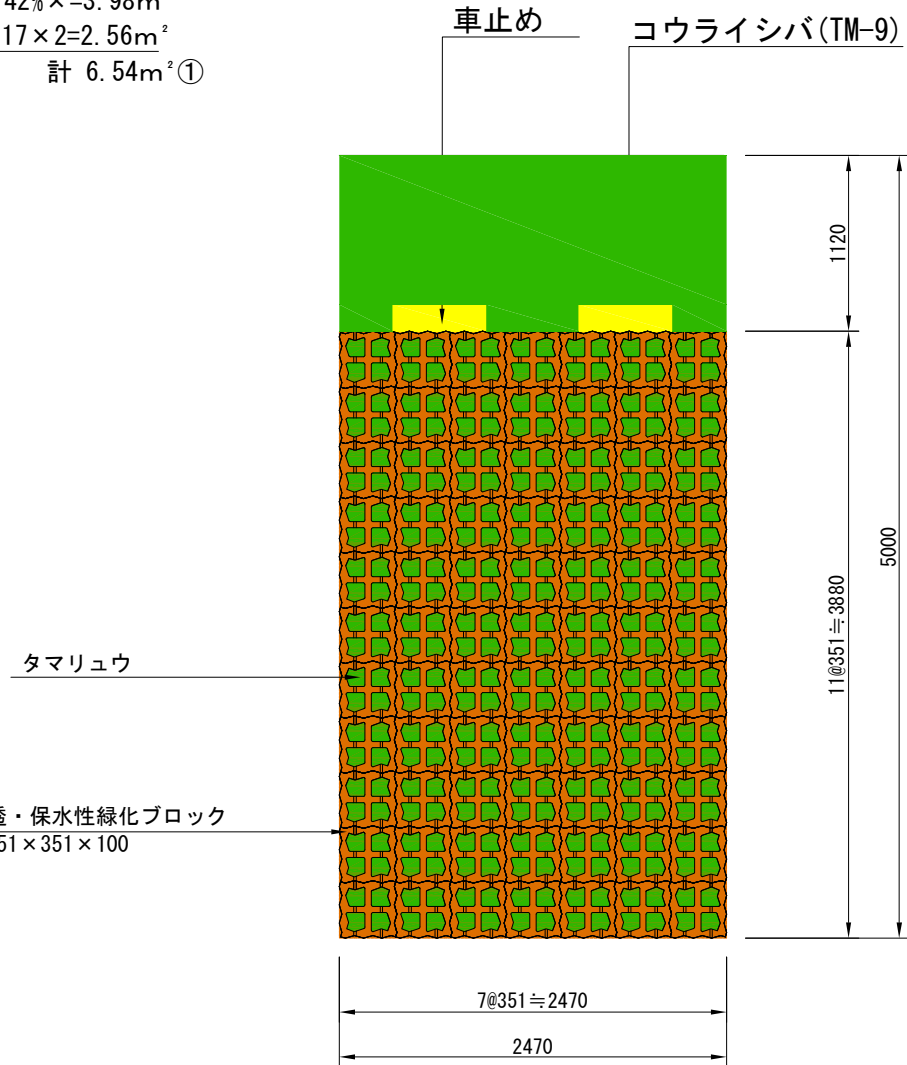 42%×=3.98m
17×2=2.56m²
計 6.54m²①
車止め
コウライシバ(TM-9)
1120
5000
11@351≒3880
タマリュウ
・保水性緑化ブロック
51×351×100
7@351≒2470
2470